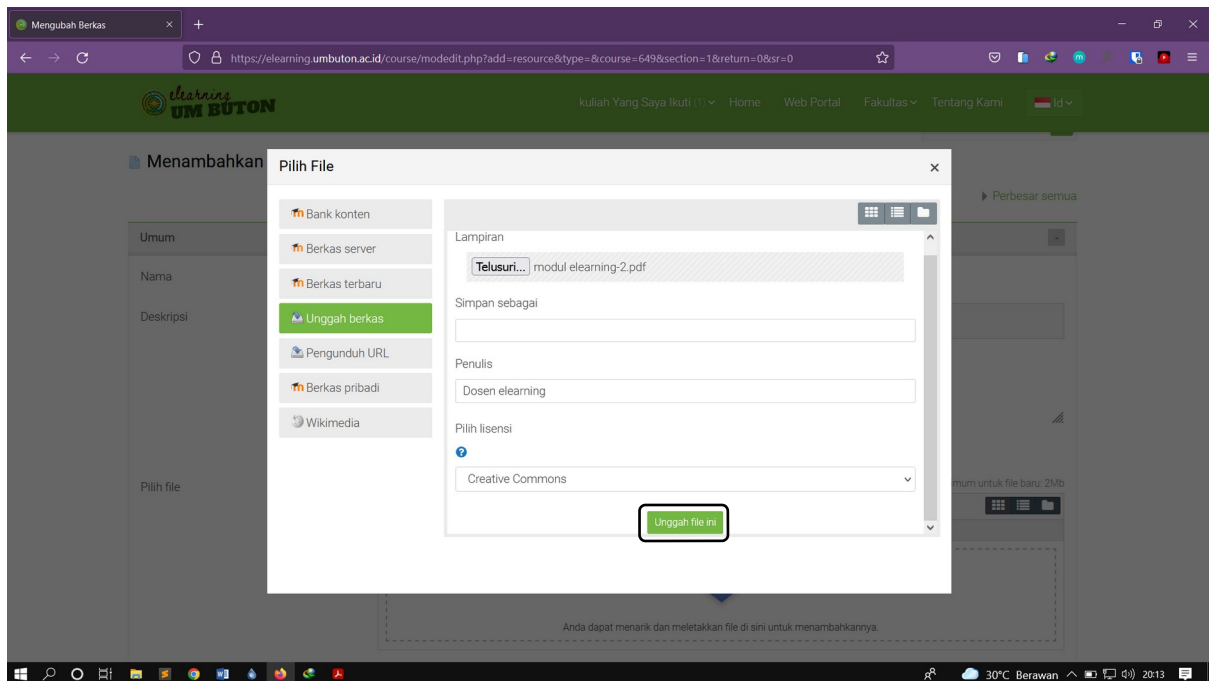 Mengubah Berkas
https://elearning.umbuton.ac.id/course/modedit.php?add=resource&type=&course=649&section=1&return=0&sr=0
elearning
UM BUTON
kuliah Yang Saya Ikuti (1) Home Web Portal Fakultas Tentang Kami Id
Menambahkan
Perbesar semua
Umum
Nama
Deskripsi
Pilih file
Pilih File
Bank konten
Berkas server
Berkas terbaru
Unggah berkas
Pengunduh URL
Berkas pribadi
Wikimedia
Lampiran
Telusuri... modul elearning-2.pdf
Simpan sebagai
Penulis
Dosen elearning
Pilih lisensi
Creative Commons
Unggah file ini
mum untuk file baru: 2Mb
Anda dapat menarik dan meletakkan file di sini untuk menambahkannya.
30°C Berawan 20:13